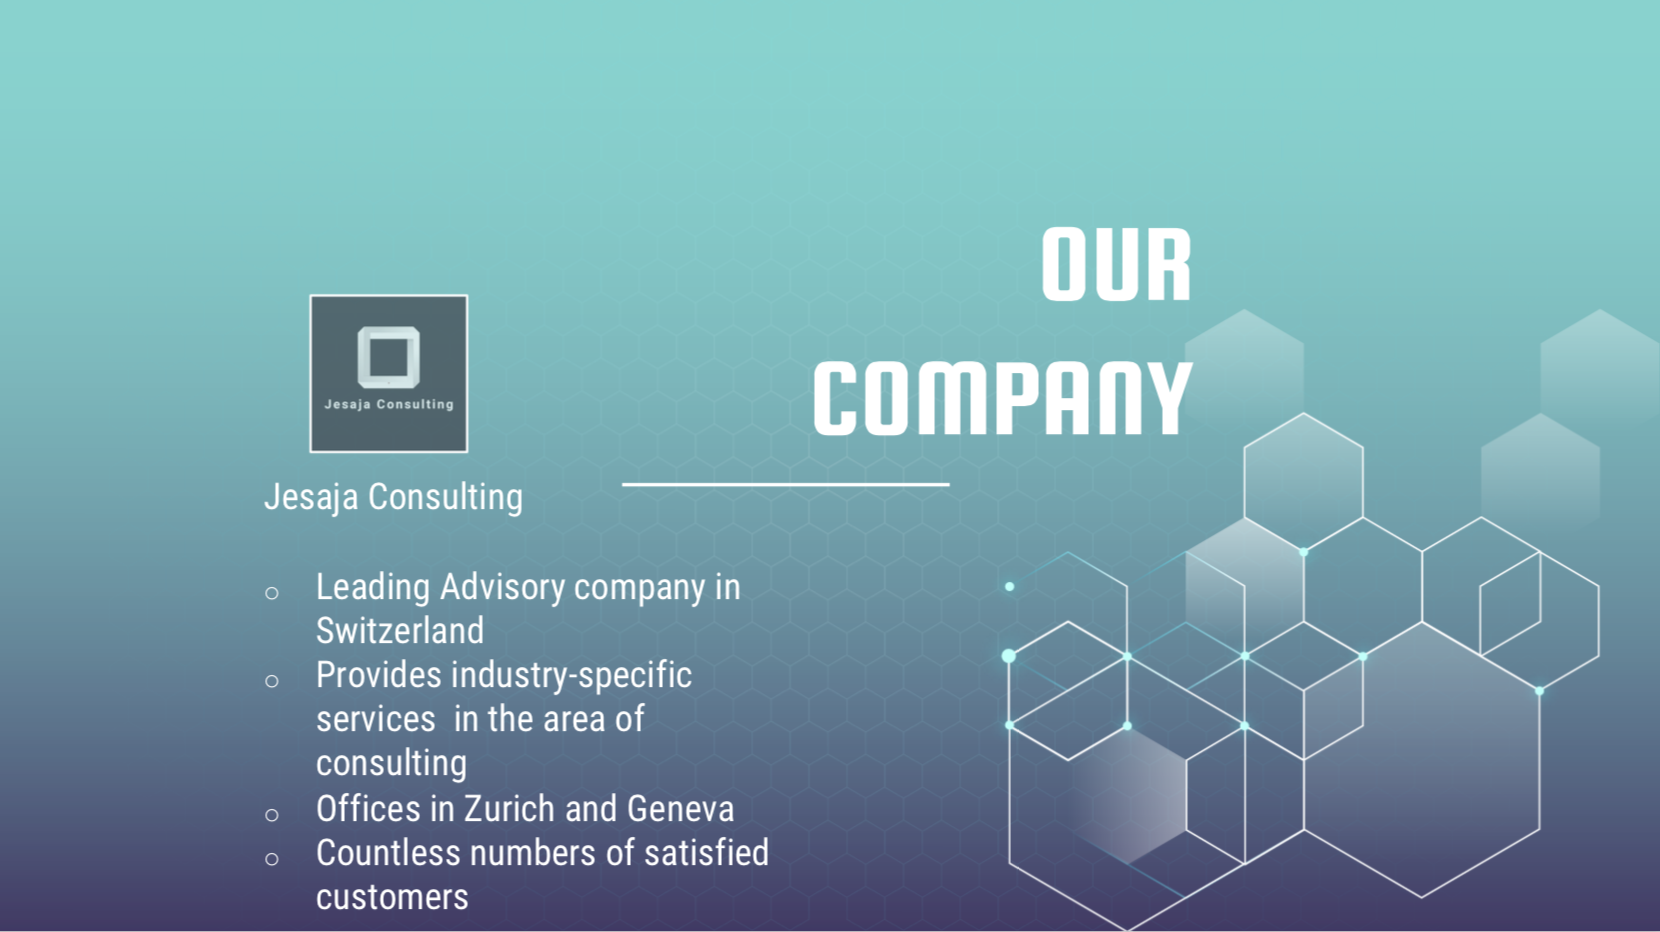 OUR
COMPANY
Jesaja Consulting
Jesaja Consulting
○ Leading Advisory company in
Switzerland
○ Provides industry-specific
services  in the area of
consulting
○ Offices in Zurich and Geneva
○ Countless numbers of satisfied
customers